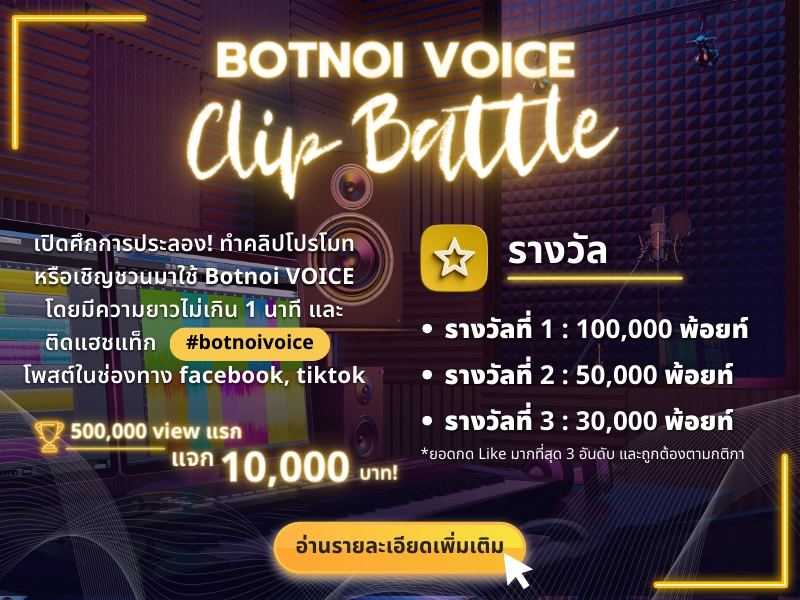 BOTNOI VOICE
Clip Battle
เปิดศึกการประลอง! ทำคลิปโปรโมท
หรือเชิญชวนมาใช้ Botnoi VOICE
โดยมีความยาวไม่เกิน 1 นาที และ
ติดแฮชแท็ก #botnoivoice
โพสต์ในช่องทาง facebook, tiktok
500,000 view แรก
แจก 10,000 บาท!
รางวัล
• รางวัลที่ 1 : 100,000 พ้อยท์
• รางวัลที่ 2 : 50,000 พ้อยท์
• รางวัลที่ 3 : 30,000 พ้อยท์
*ยอดกด Like มากที่สุด 3 อันดับ และถูกต้องตามกติกา
อ่านรายละเอียดเพิ่มเติม